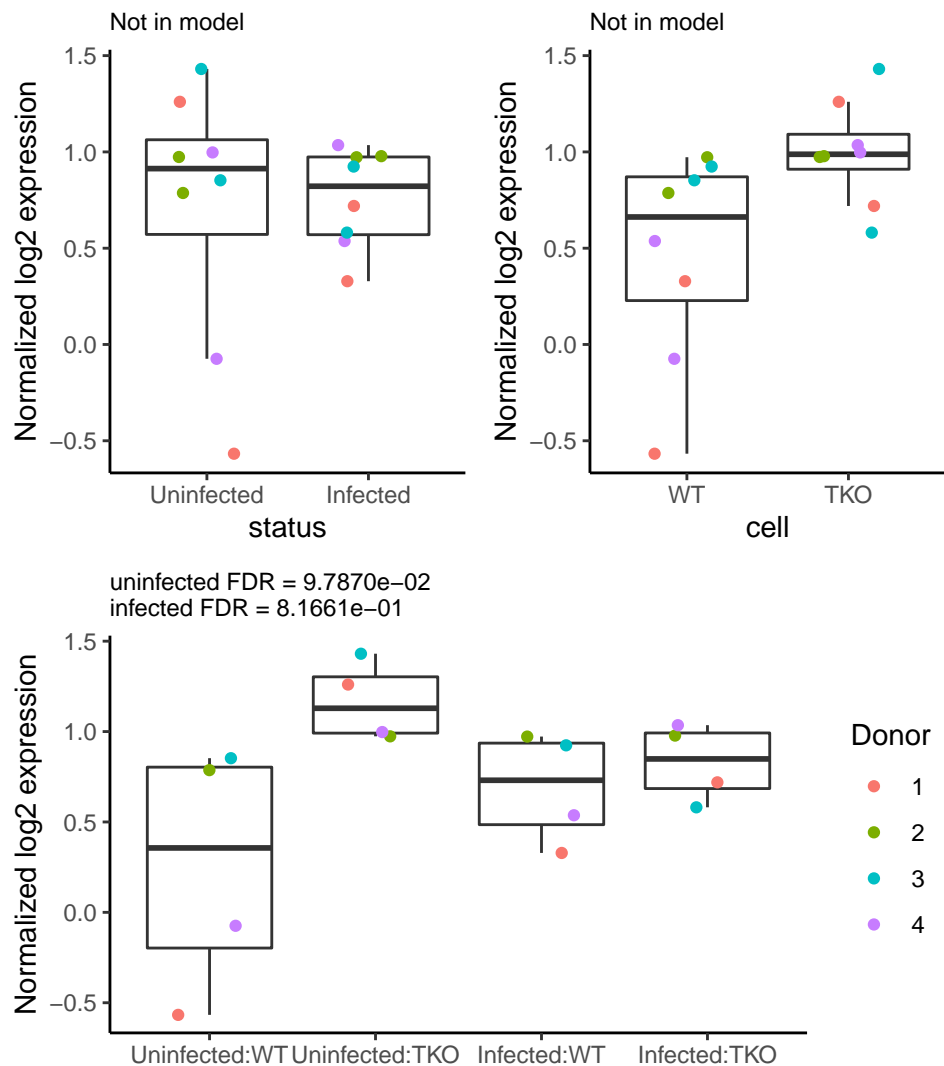 Not in model
Normalized log2 expression
1.5
1.0
0.5
0.0
−0.5
Uninfected Infected
status
Not in model
Normalized log2 expression
1.5
1.0
0.5
0.0
−0.5
WT TKO
cell
uninfected FDR = 9.7870e−02
infected FDR = 8.1661e−01
Normalized log2 expression
1.5
1.0
0.5
0.0
−0.5
Uninfected:WT Uninfected:TKO Infected:WT Infected:TKO
Donor
1
2
3
4